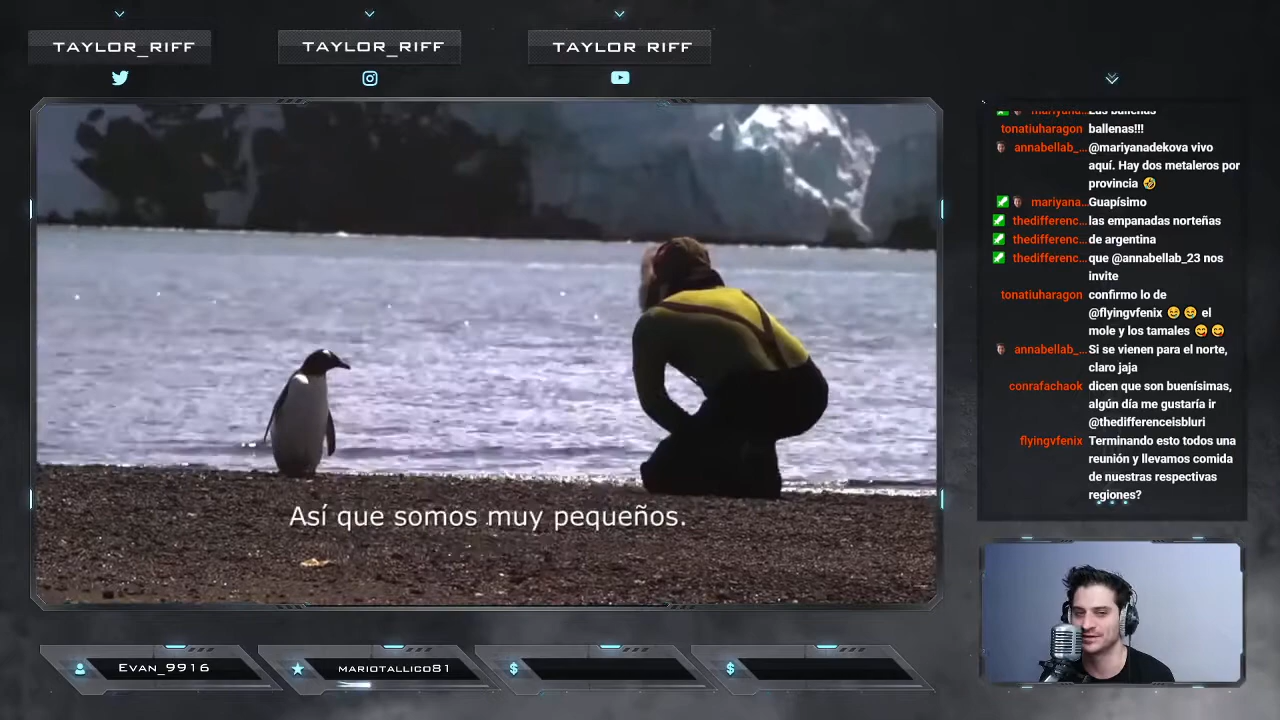 TAYLOR_RIFF
TAYLOR_RIFF
TAYLOR RIFF
mariyana... Las ballenas
tonatiuharagon ballenas!!!
annabellab_... @mariyanadekova vivo
aquí. Hay dos metaleros por
provincia 🤣
mariyana... Guapísimo
thedifferenc... las empanadas norteñas
thedifferenc... de argentina
thedifferenc... que @annabellab_23 nos
invite
tonatiuharagon confirmo lo de
@flyingvfenix 😊 😊 el
mole y los tamales 😋 😋
annabellab_... Si se vienen para el norte,
claro jaja
conrafachaok dicen que son buenísimas,
algún día me gustaría ir
@thedifferenceisbluri
flyingvfenix Terminando esto todos una
reunión y llevamos comida
de nuestras respectivas
regiones?
Así que somos muy pequeños.
Evan_9916
mariotallico81